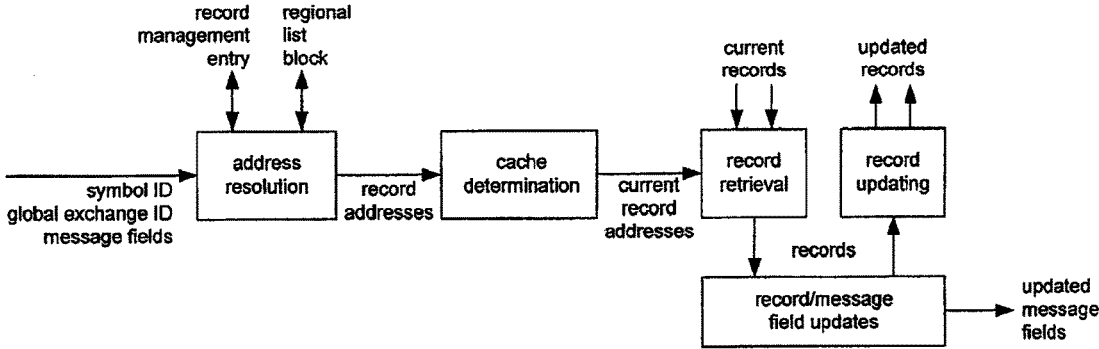 record
management
entry
regional
list
block
current
records
updated
records
address
resolution
cache
determination
record
retrieval
record
updating
symbol ID
global exchange ID
message fields
record
addresses
current
record
addresses
records
record/message
field updates
updated
message
fields